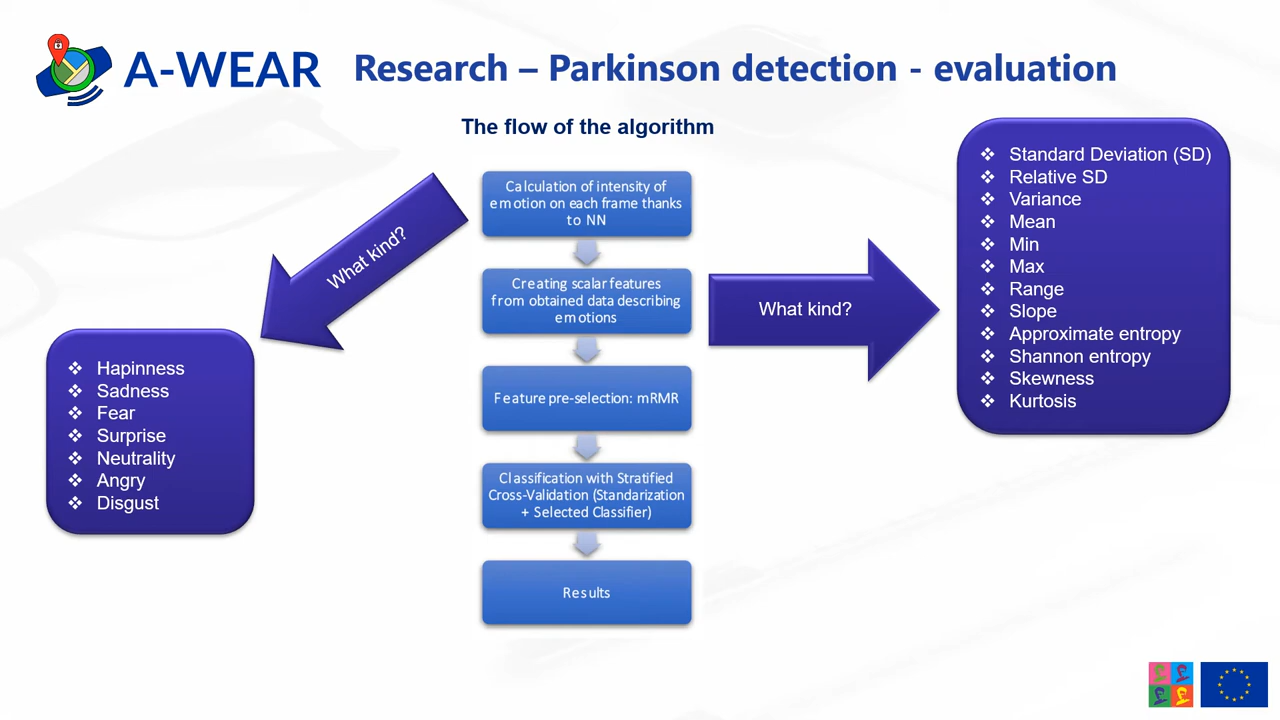 A-WEAR
Research – Parkinson detection - evaluation
The flow of the algorithm
Calculation of intensity of
emotion on each frame thanks
to NN
Creating scalar features
from obtained data describing
emotions
Feature pre-selection: mRMR
Classification with Stratified
Cross-Validation (Standarization
+ Selected Classifier)
Results
What kind?
❖ Hapinness
❖ Sadness
❖ Fear
❖ Surprise
❖ Neutrality
❖ Angry
❖ Disgust
What kind?
❖ Standard Deviation (SD)
❖ Relative SD
❖ Variance
❖ Mean
❖ Min
❖ Max
❖ Range
❖ Slope
❖ Approximate entropy
❖ Shannon entropy
❖ Skewness
❖ Kurtosis